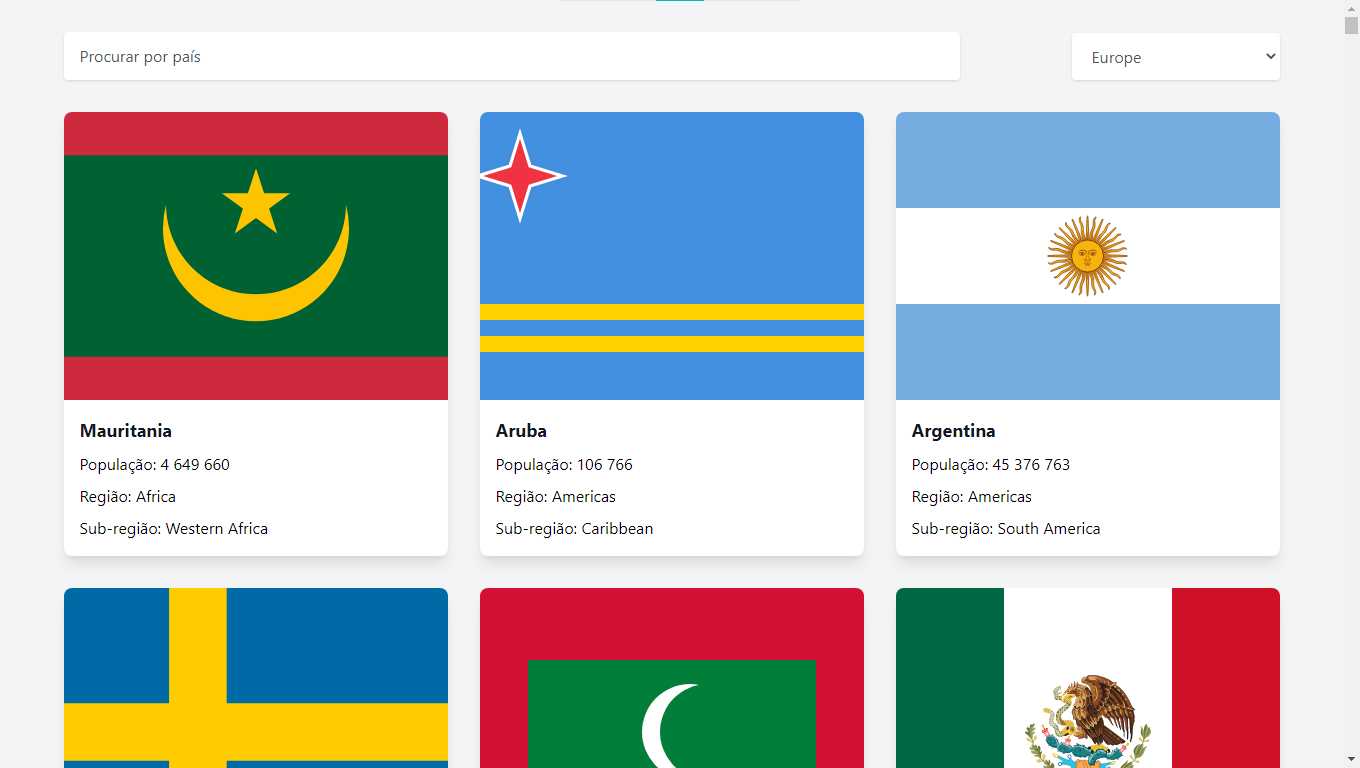 Procurar por país
Europe
Mauritania
População: 4 649 660
Região: Africa
Sub-região: Western Africa
Aruba
População: 106 766
Região: Americas
Sub-região: Caribbean
Argentina
População: 45 376 763
Região: Americas
Sub-região: South America